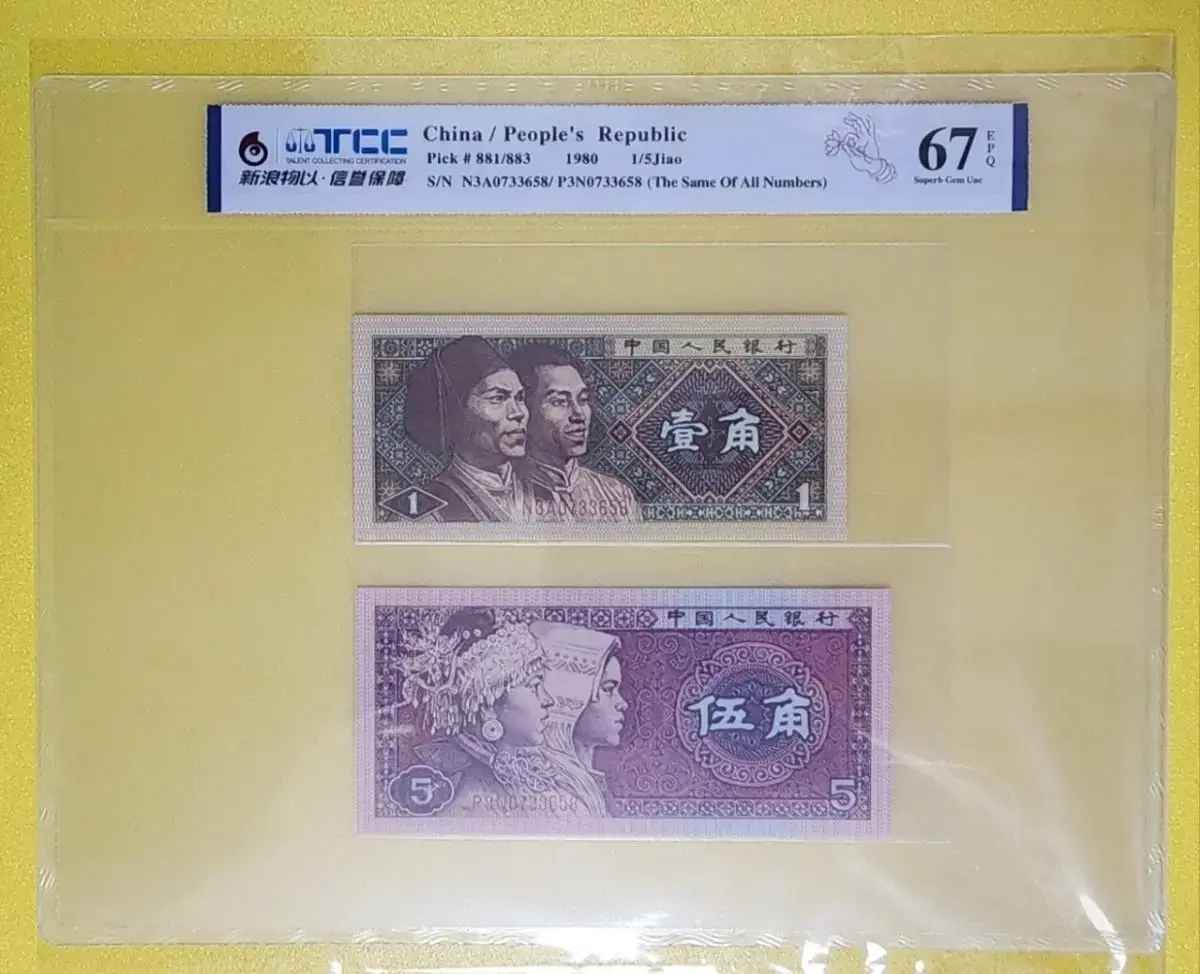 TCC
TALENT COLLECTING CERTIFICATION
新浪物以·信誉保障
China / People's Republic
Pick # 881/883 1980 1/5Jiao
S/N N3A0733658/ P3N0733658 (The Same Of All Numbers)
67
EPQ
Superb Gem Unc
中国人民银行
壹角
1
N3A0733658
1
中国人民银行
伍角
5
5